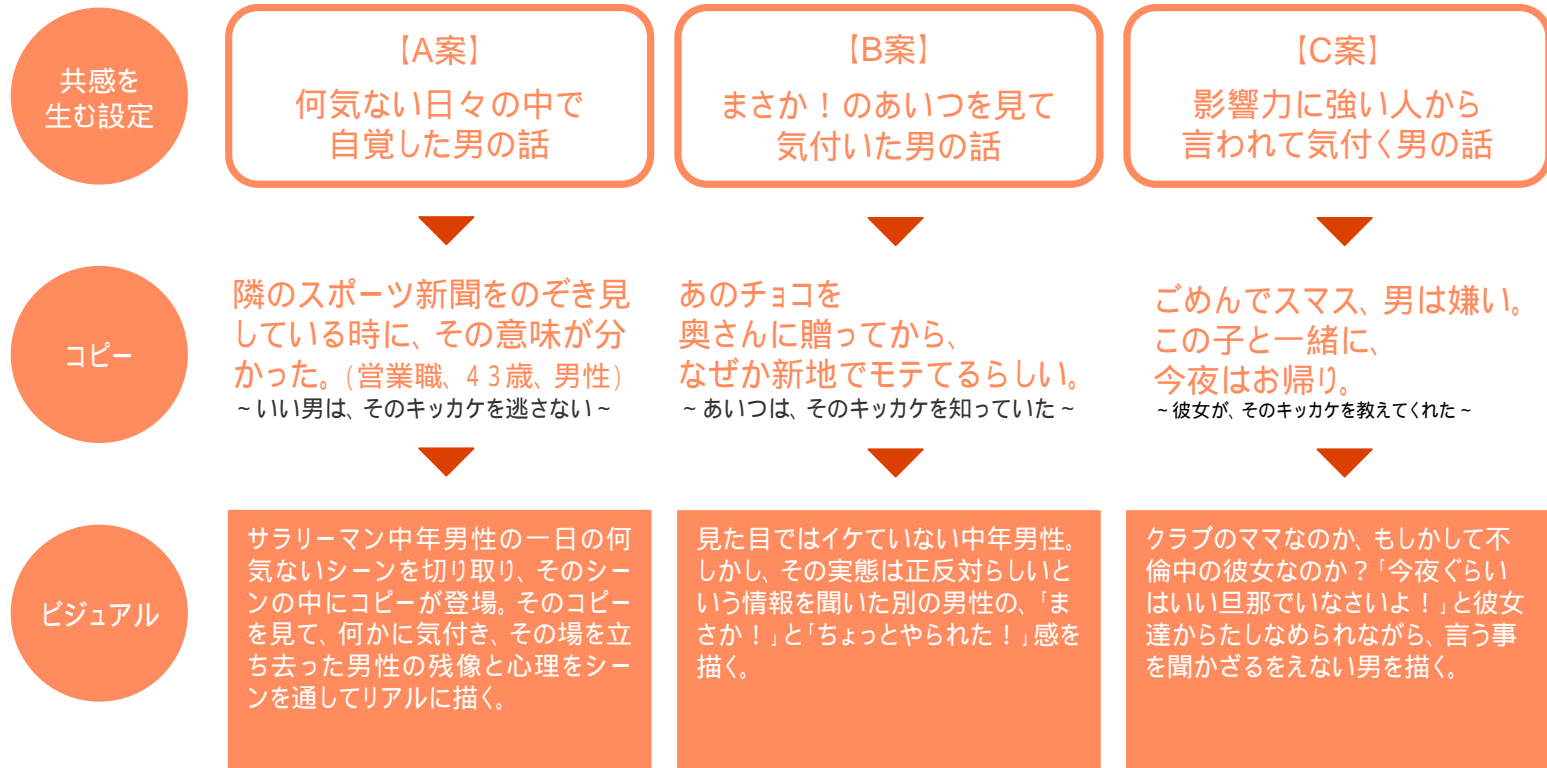 共感を
生む設定
【A案】
何気ない日々の中で
自覚した男の話
【B案】
まさか！のあいつを見て
気付いた男の話
【C案】
影響力に強い人から
言われて気付く男の話
コピー
隣のスポーツ新聞をのぞき見
している時に、その意味が分
かった。(営業職、43歳、男性)
~いい男は、そのキッカケを逃さない~
あのチョコを
奥さんに贈ってから、
なぜか新地でモテてるらしい。
~あいつは、そのキッカケを知っていた~
ごめんでスマス、男は嫌い。
この子と一緒に、
今夜はお帰り。
~彼女が、そのキッカケを教えてくれた~
ビジュアル
サラリーマン中年男性の一日の何
気ないシーンを切り取り、そのシー
ンの中にコピーが登場。そのコピー
を見て、何かに気付き、その場を立
ち去った男性の残像と心理をシー
ンを通してリアルに描く。
見た目ではイケていない中年男性。
しかし、その実態は正反対らしいと
いう情報を聞いた別の男性の、「ま
さか！」と「ちょっとやられた！」感を
描く。
クラブのママなのか、もしかして不
倫中の彼女なのか？「今夜ぐらい
はいい旦那でいなさいよ！」と彼女
達からたしなめられながら、言う事
を聞かざるをえない男を描く。